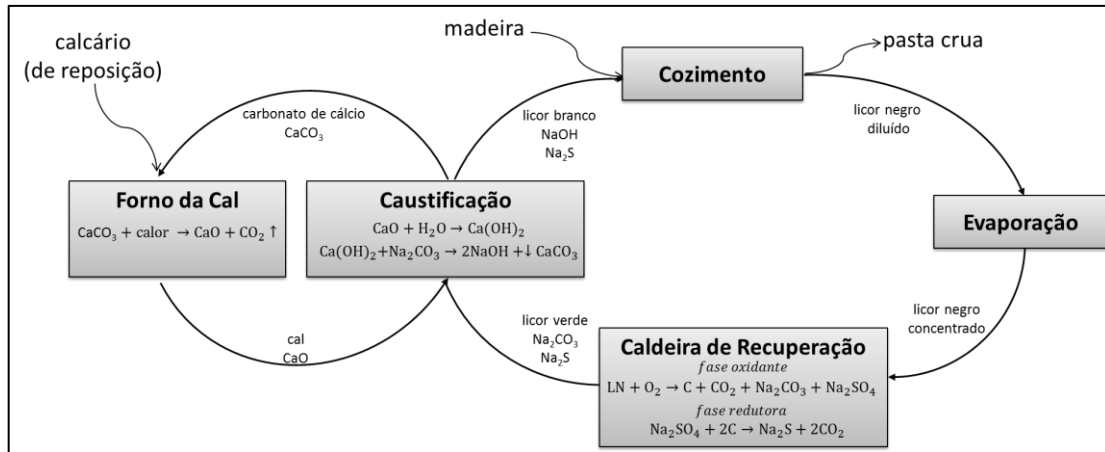 calcário
(de reposição)
madeira
pasta crua
Cozimento
carbonato de cálcio
CaCO₃
licor branco
NaOH
Na₂S
licor negro
diluído
Forno da Cal
CaCO₃ + calor → CaO + CO₂ ↑
Caustificação
CaO + H₂O → Ca(OH)₂
Ca(OH)₂+Na₂CO₃ → 2NaOH +↓ CaCO₃
Evaporação
cal
CaO
licor verde
Na₂CO₃
Na₂S
licor negro
concentrado
Caldeira de Recuperação
fase oxidante
LN + O₂ → C + CO₂ + Na₂CO₃ + Na₂SO₄
fase redutora
Na₂SO₄ + 2C → Na₂S + 2CO₂